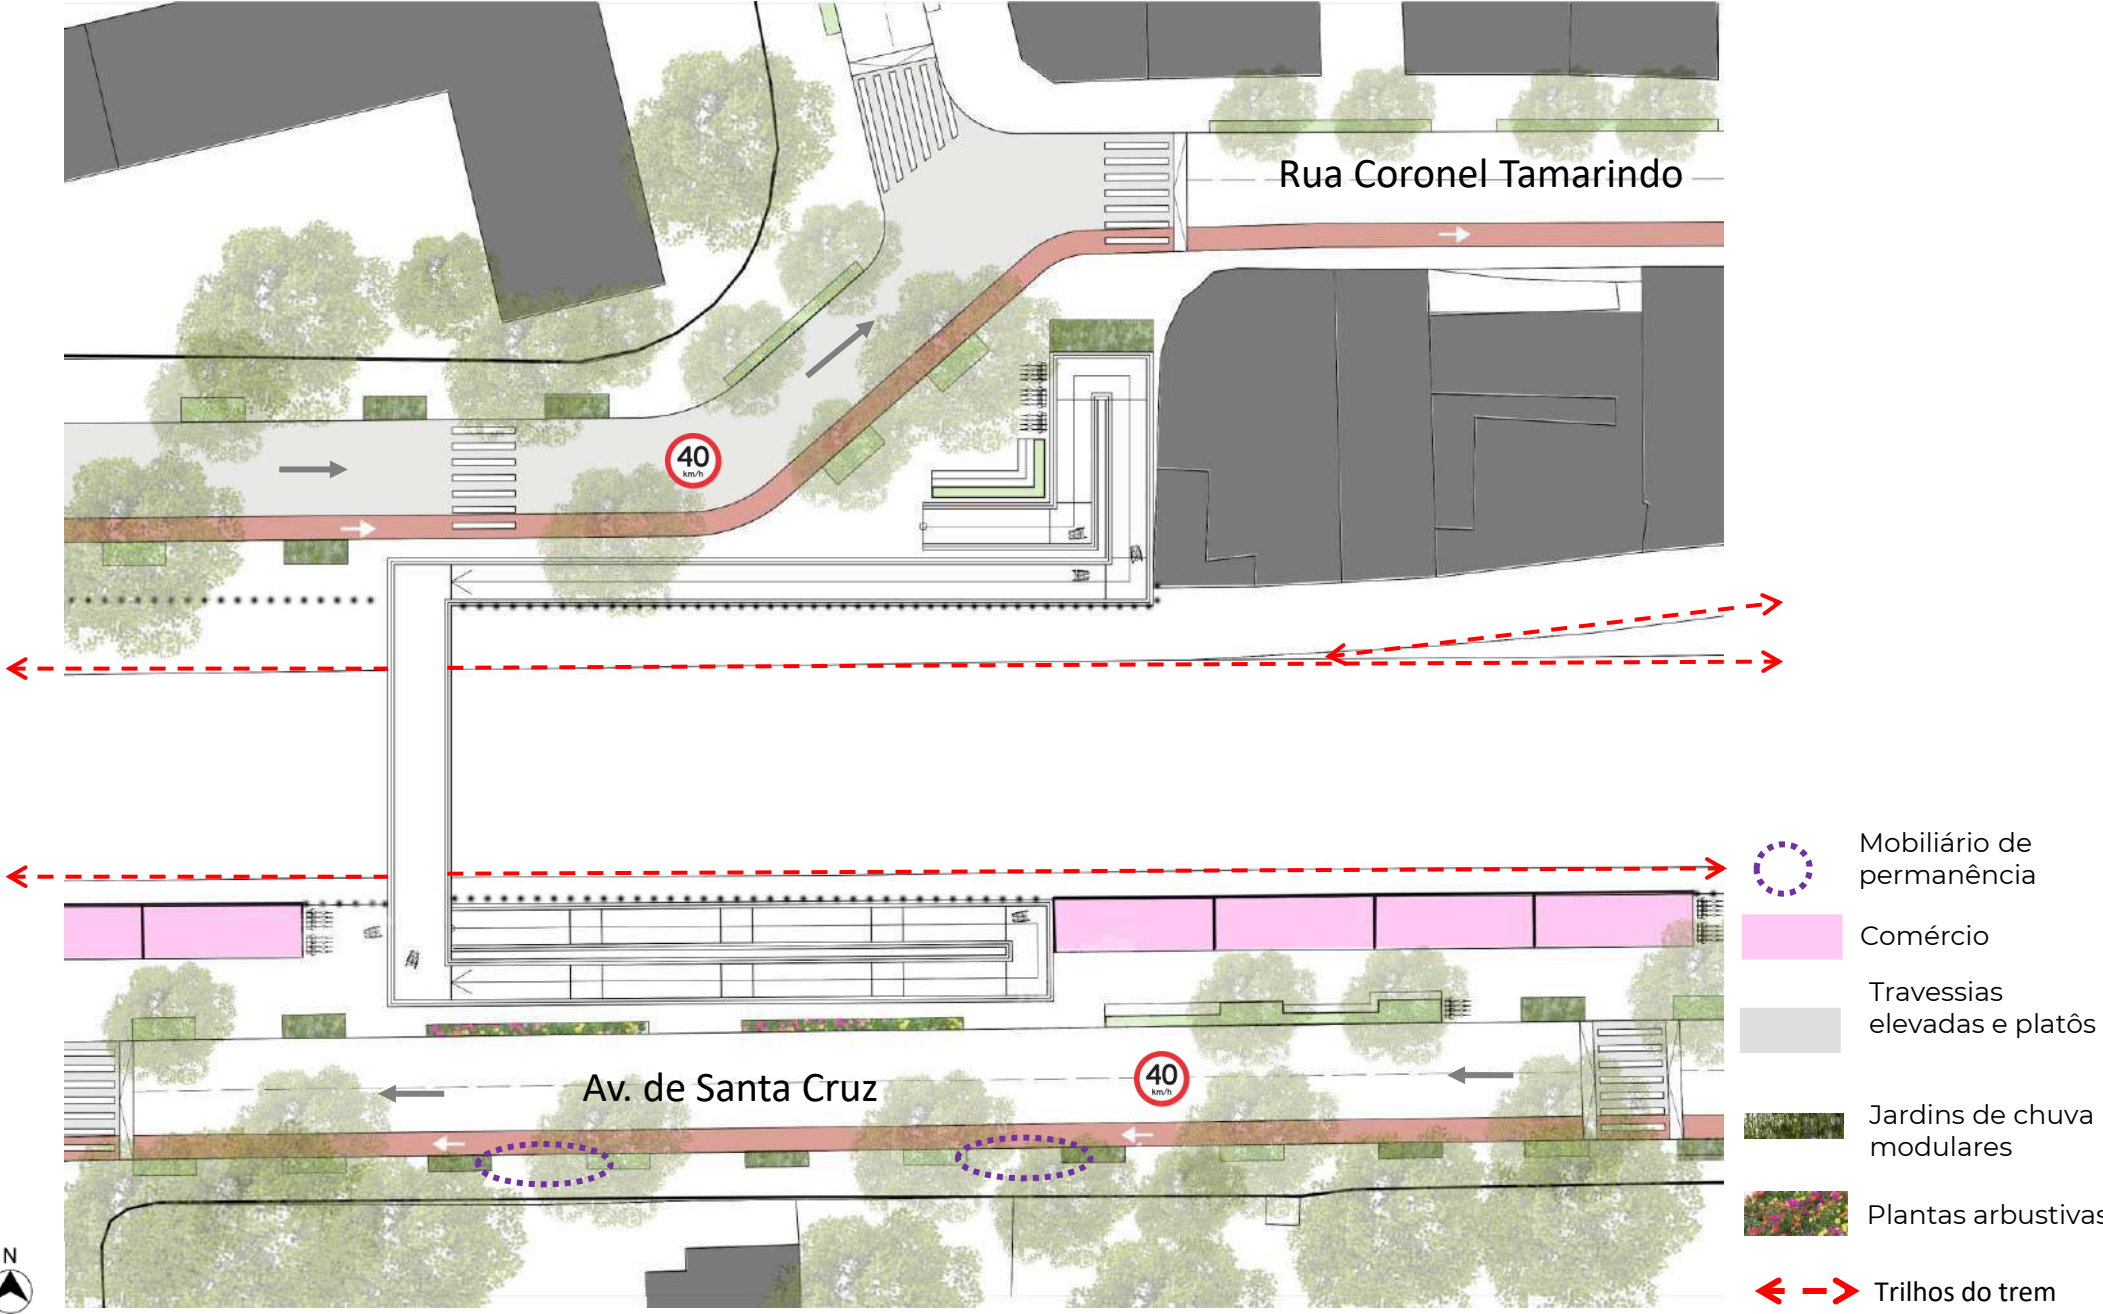 Rua Coronel Tamarindo
40
km/h
Mobiliário de
permanência
Comércio
Travessias
elevadas e platôs
Av. de Santa Cruz
40
km/h
Jardins de chuva
modulares
Plantas arbustivas
N
Trilhos do trem